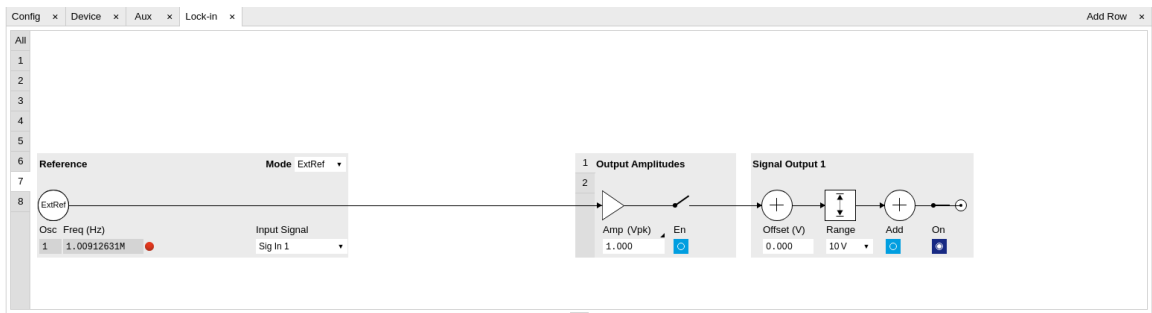 Config × Device × Aux × Lock-in × Add Row ×
All
1
2
3
4
5
6
7
8
Reference Mode ExtRef
ExtRef
Osc Freq (Hz) Input Signal
1 1.00912631M Sig In 1
1 Output Amplitudes
2
Amp (Vpk) En
1.000
Signal Output 1
Offset (V) Range Add On
0.000 10 V